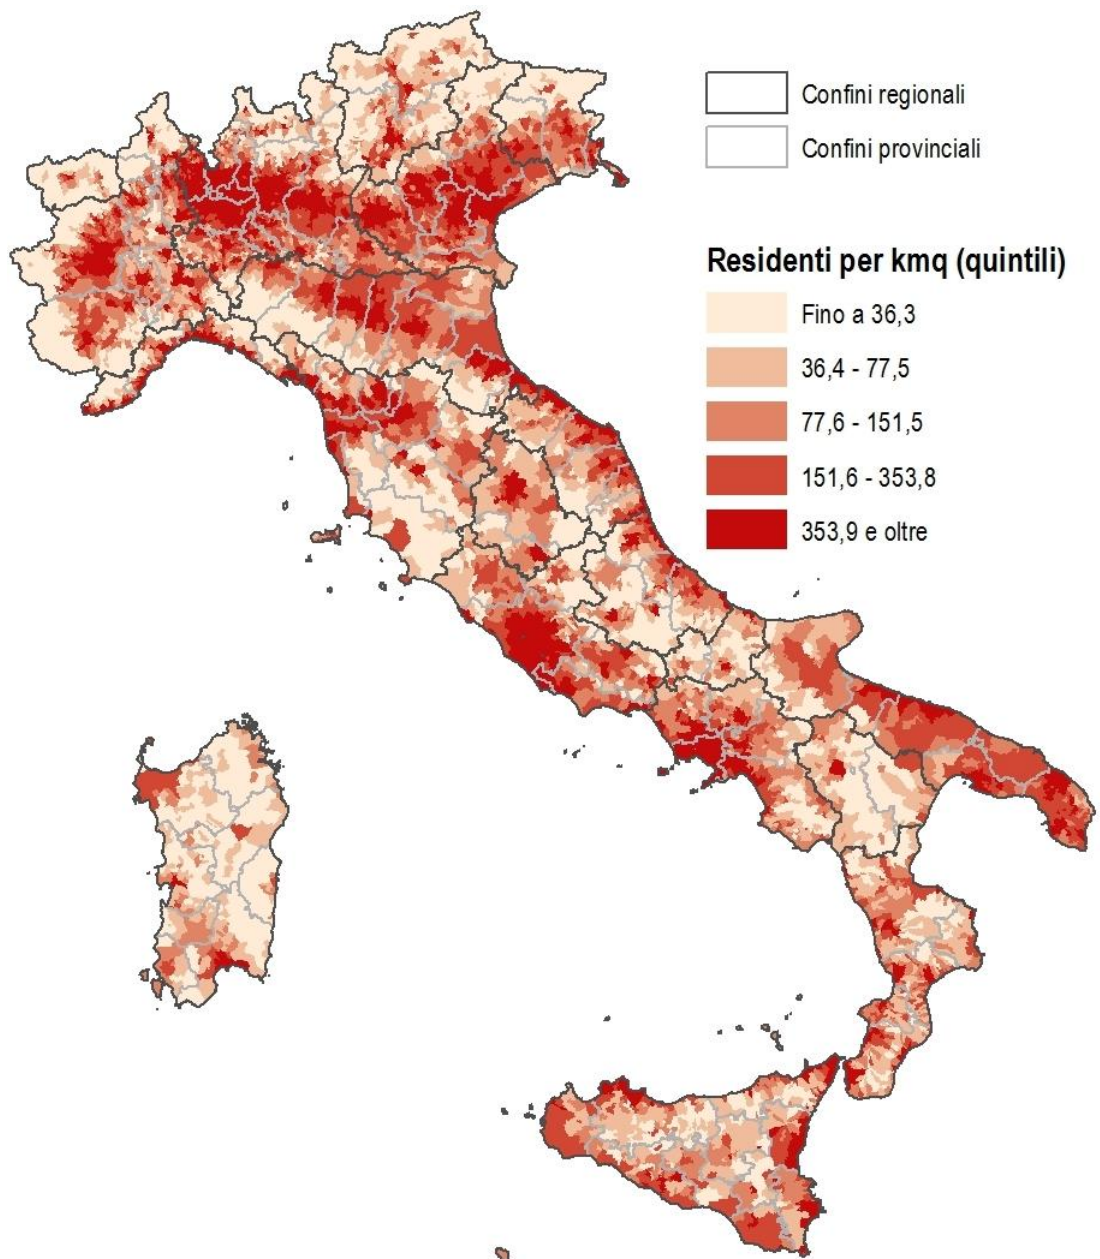 Confini regionali
Confini provinciali
Residenti per kmq (quintili)
Fino a 36,3
36,4 - 77,5
77,6 - 151,5
151,6 - 353,8
353,9 e oltre